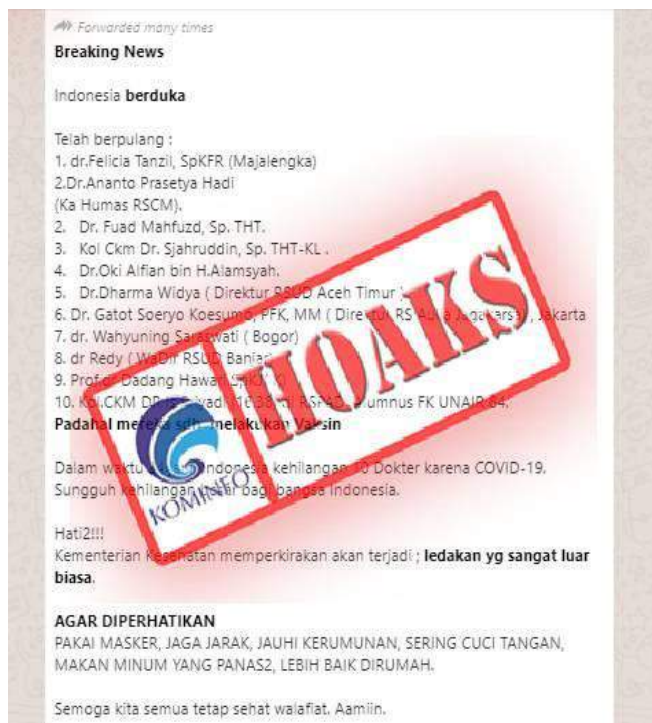 Forwarded many times
Breaking News
Indonesia berduka
Telah berpulang :
1. dr.Felicia Tanzil, SpKFR (Majalengka)
2.Dr.Ananto Prasetya Hadi
(Ka Humas RSCM).
2. Dr. Fuad Mahfuzd, Sp. THT.
3. Kol Ckm Dr. Sjahruddin, Sp. THT-KL .
4. Dr.Oki Alfian bin H.Alamsyah.
5. Dr.Dharma Widya ( Direktur RSUD Aceh Timur )
6. Dr. Gatot Soeryo Koesumo, PFK, MM ( Direktur RS Jakarta
7. dr. Wahyuning Saraswati ( Bogor)
8. dr Redy ( WaDir RSUD Banjar
9. Prof dr Dadang Hawari
10. Kol.CKM RSPAD, Alumnus FK UNAIR 84.
Padahal mereka sdh melakukan Vaksin
Dalam waktu Indonesia kehilangan 10 Dokter karena COVID-19.
Sungguh kehilangan besar bagi bangsa Indonesia.
Hati2!!!
Kementerian Kesehatan memperkirakan akan terjadi ; ledakan yg sangat luar
biasa.
AGAR DIPERHATIKAN
PAKAI MASKER, JAGA JARAK, JAUHI KERUMUNAN, SERING CUCI TANGAN,
MAKAN MINUM YANG PANAS2, LEBIH BAIK DIRUMAH.
Semoga kita semua tetap sehat walafiat. Aamiin.
KOMINFO
HOAKS